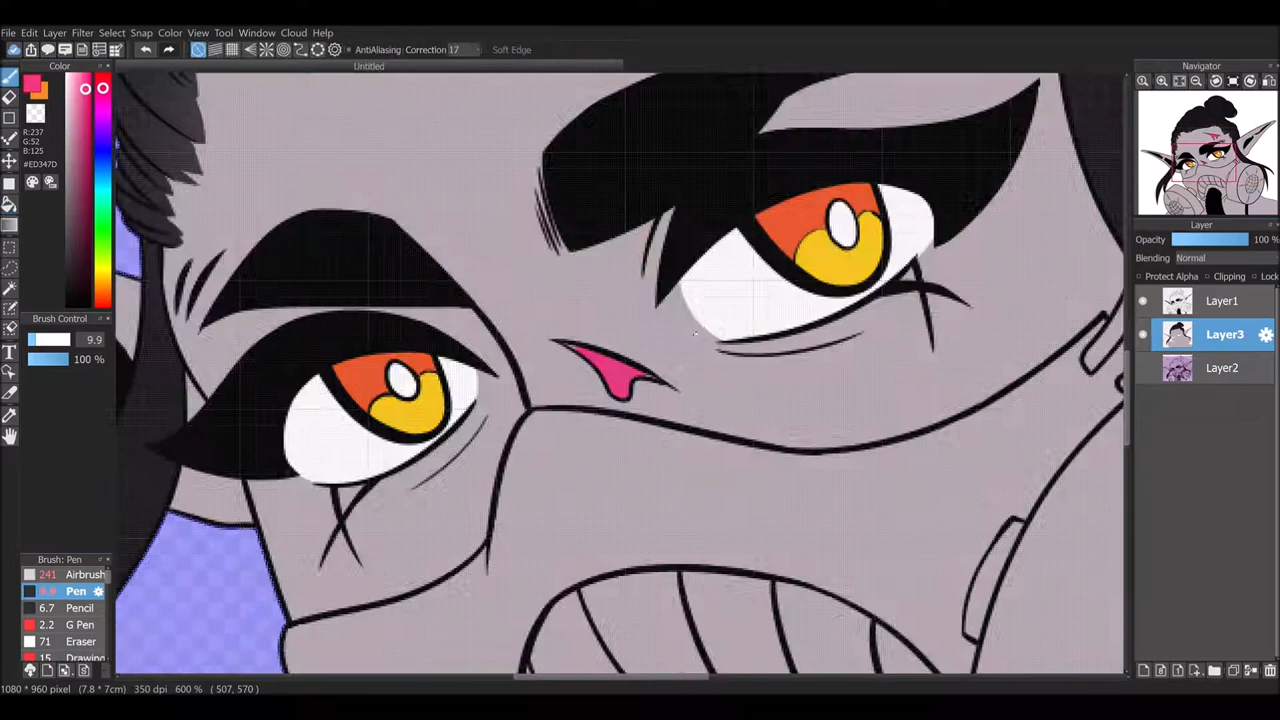 File Edit Layer Filter Select Snap Color View Tool Window Cloud Help
AntiAliasing Correction 17 Soft Edge
Color
Untitled
Navigator
R:237
G:52
B:125
#ED347D
Layer
Opacity 100 %
Blending Normal
Protect Alpha Clipping Lock
Layer1
Layer3
Layer2
Brush Control
9.9
100 %
Brush: Pen
241 Airbrush
9.9 Pen
6.7 Pencil
2.2 G Pen
71 Eraser
15 Drawing
1080 * 960 pixel (7.8 * 7cm) 350 dpi 600 % ( 507, 570 )